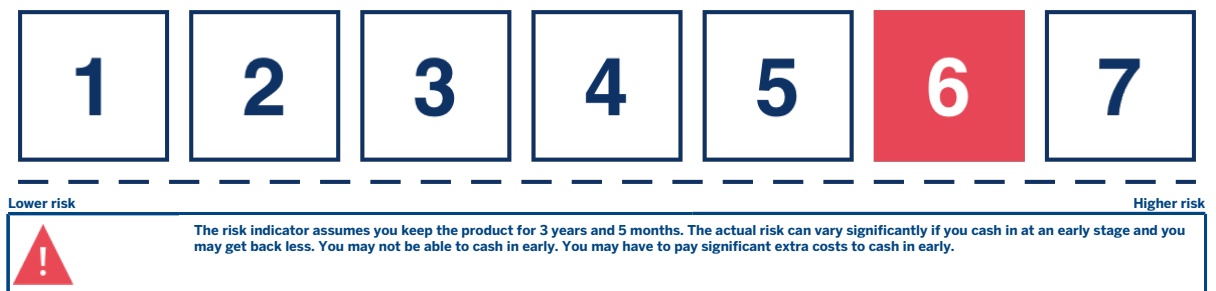 1 2 3 4 5 6 7
Lower risk Higher risk
! The risk indicator assumes you keep the product for 3 years and 5 months. The actual risk can vary significantly if you cash in at an early stage and you
may get back less. You may not be able to cash in early. You may have to pay significant extra costs to cash in early.